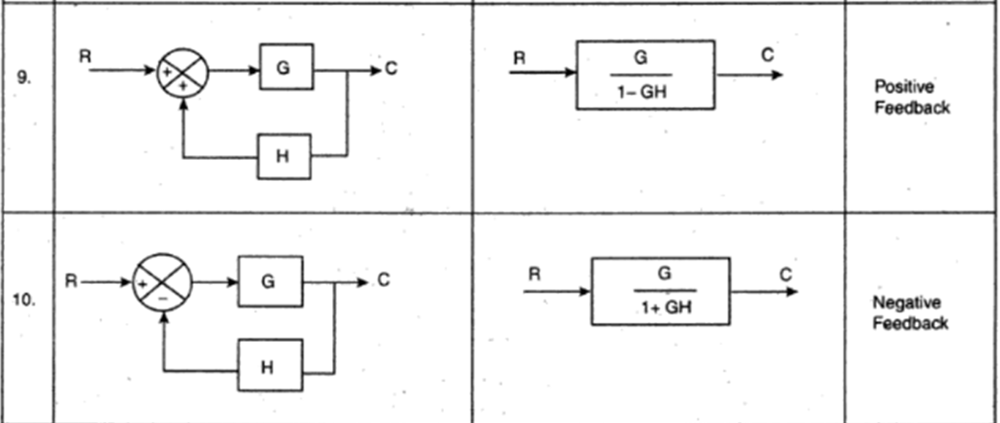 9.
R
+
+
G
C
H
R
G
1– GH
C
Positive
Feedback
10.
R
+
–
G
C
H
R
G
1+ GH
C
Negative
Feedback